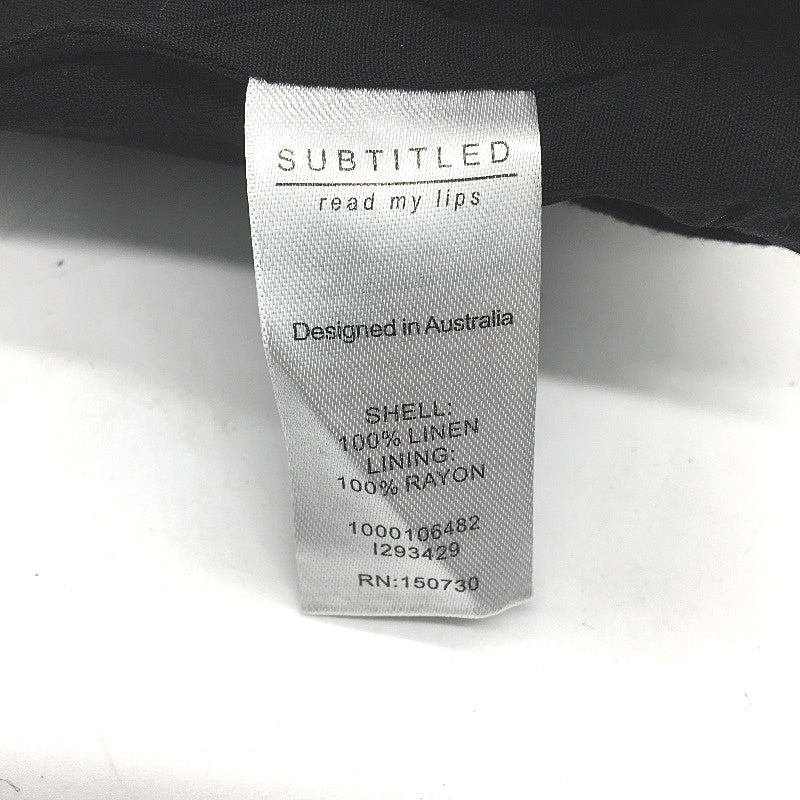 SUBTITLED
read my lips
Designed in Australia
SHELL:
100% LINEN
LINING:
100% RAYON
1000106482
I293429
RN:150730